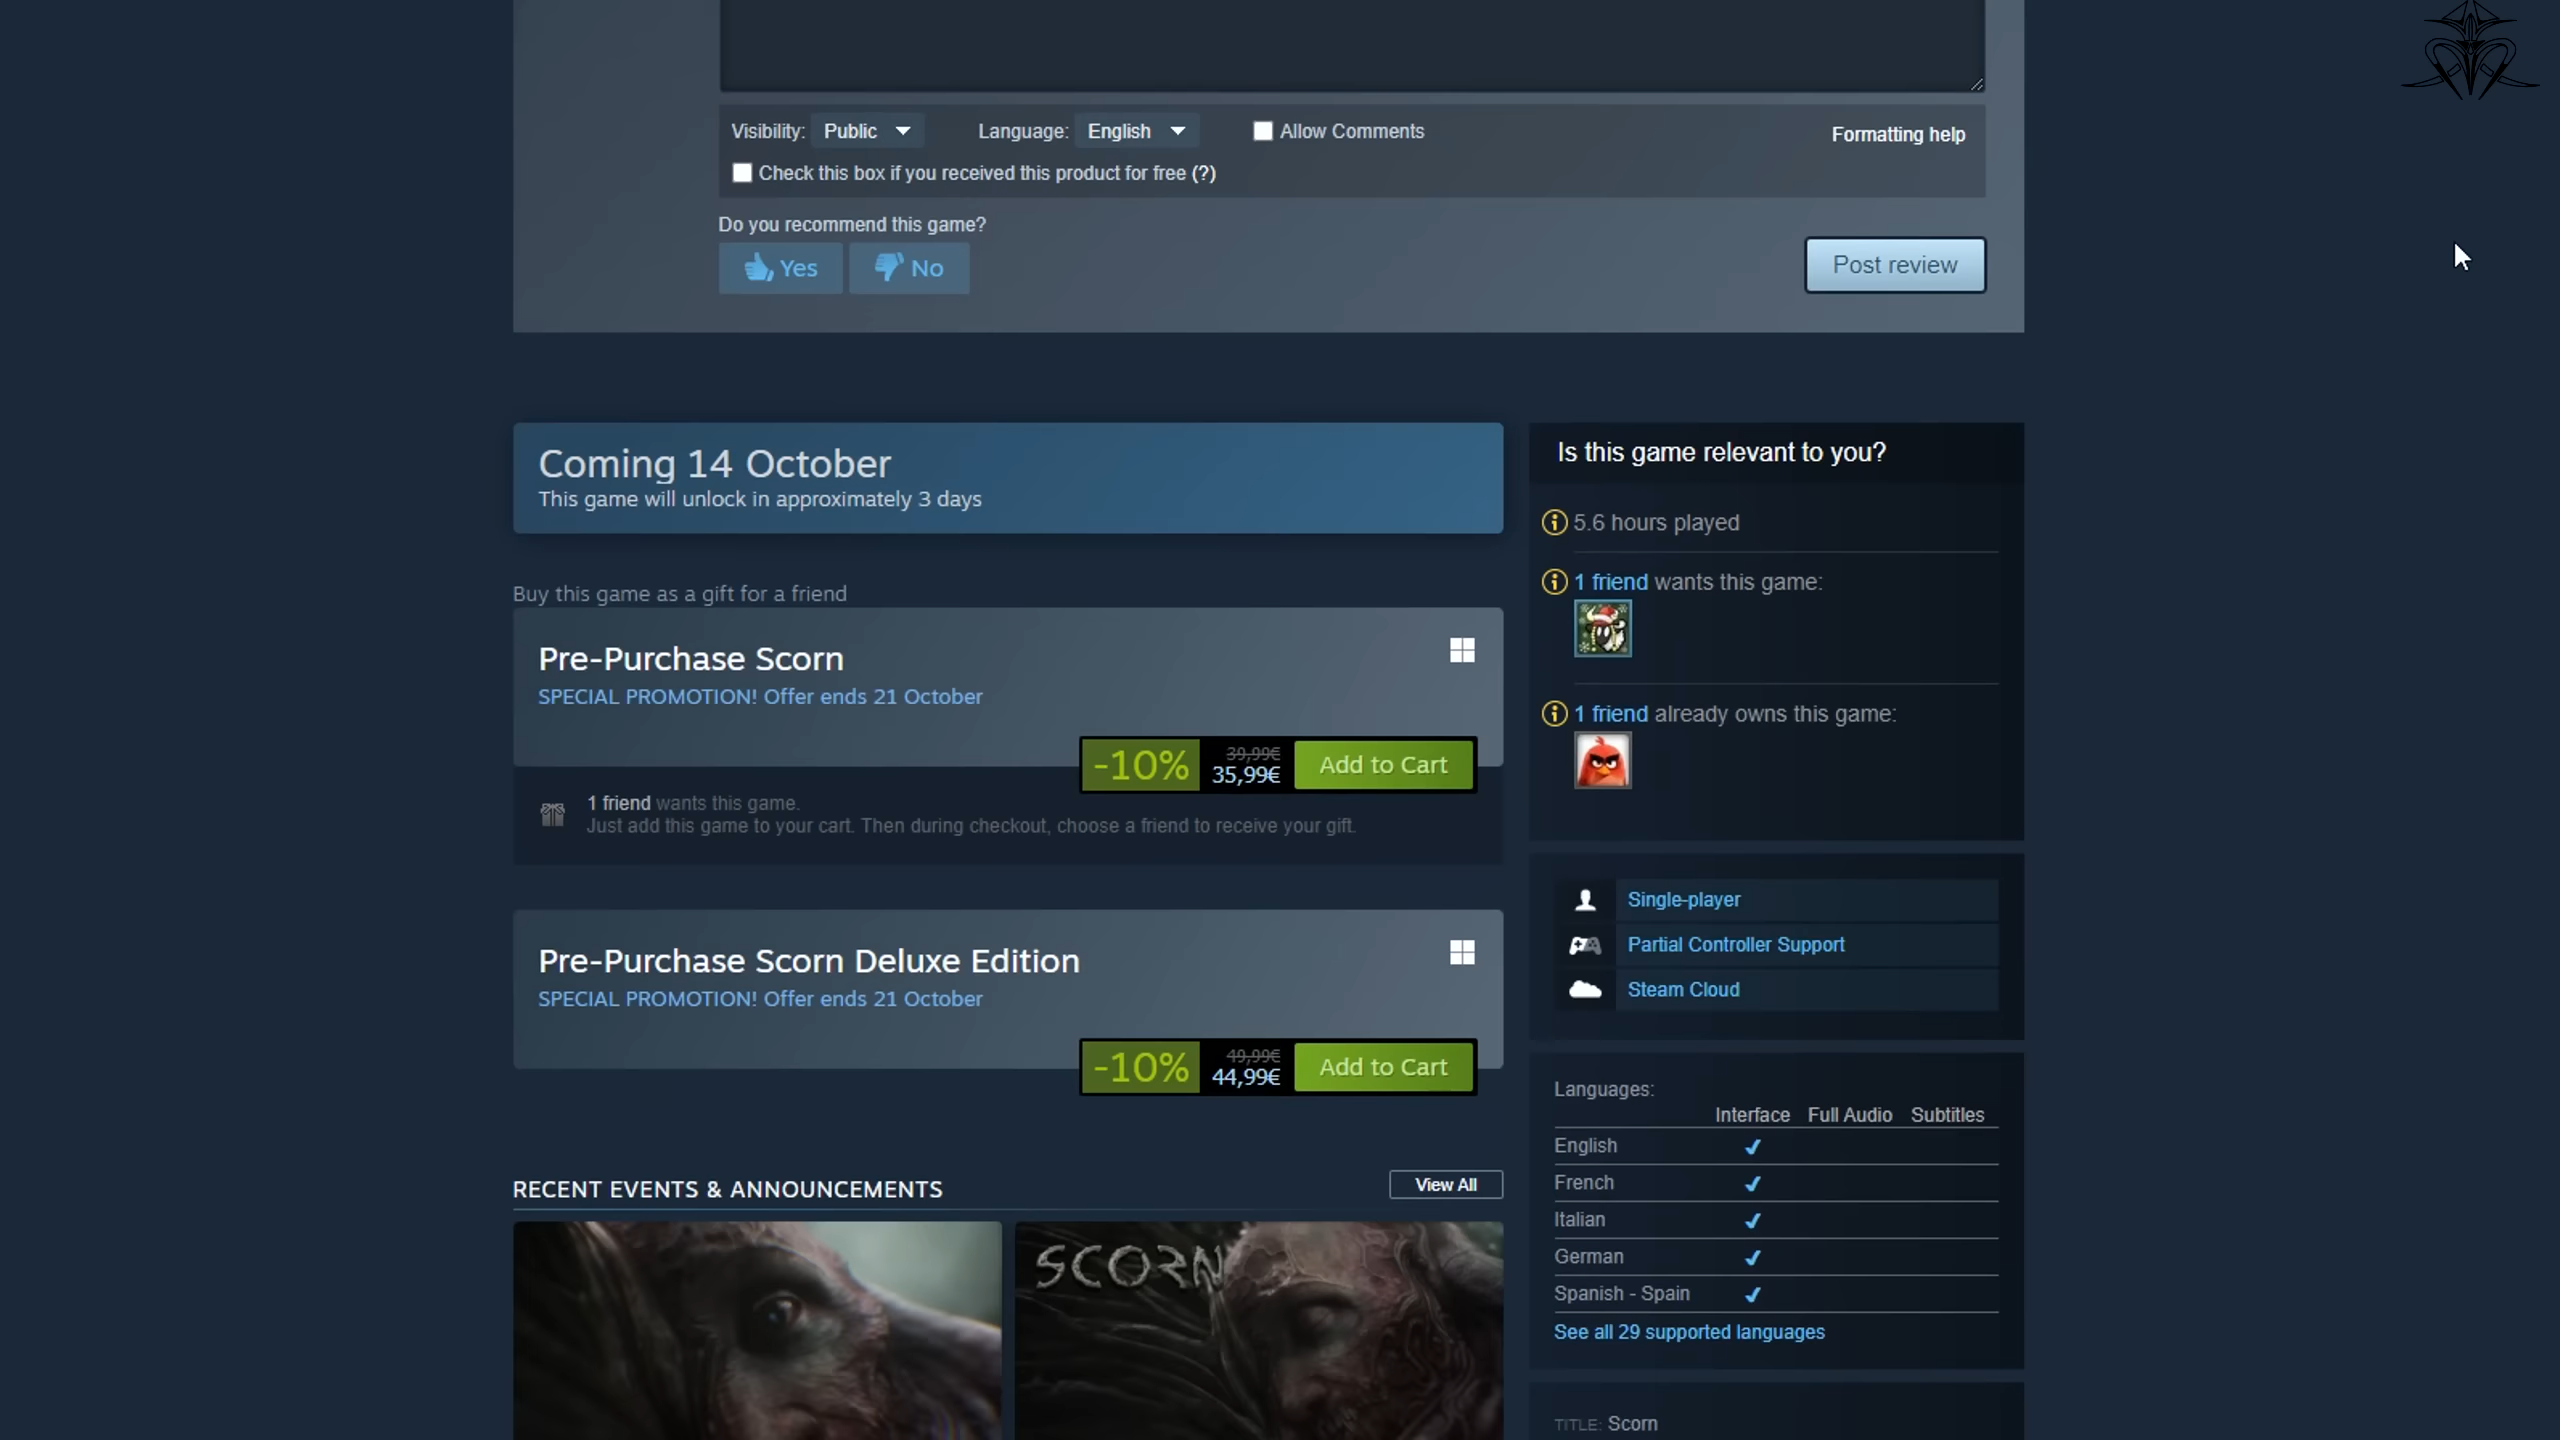 Visibility: Public Language: English Allow Comments Formatting help
Check this box if you received this product for free (?)
Do you recommend this game?
Yes No
Post review
Coming 14 October
This game will unlock in approximately 3 days
Buy this game as a gift for a friend
Pre-Purchase Scorn
SPECIAL PROMOTION! Offer ends 21 October
-10% 39,99€ 35,99€ Add to Cart
1 friend wants this game.
Just add this game to your cart. Then during checkout, choose a friend to receive your gift.
Pre-Purchase Scorn Deluxe Edition
SPECIAL PROMOTION! Offer ends 21 October
-10% 49,99€ 44,99€ Add to Cart
RECENT EVENTS & ANNOUNCEMENTS View All
SCORN
Is this game relevant to you?
5.6 hours played
1 friend wants this game:
1 friend already owns this game:
Single-player
Partial Controller Support
Steam Cloud
Languages:
Interface Full Audio Subtitles
English
French
Italian
German
Spanish - Spain
See all 29 supported languages
TITLE: Scorn